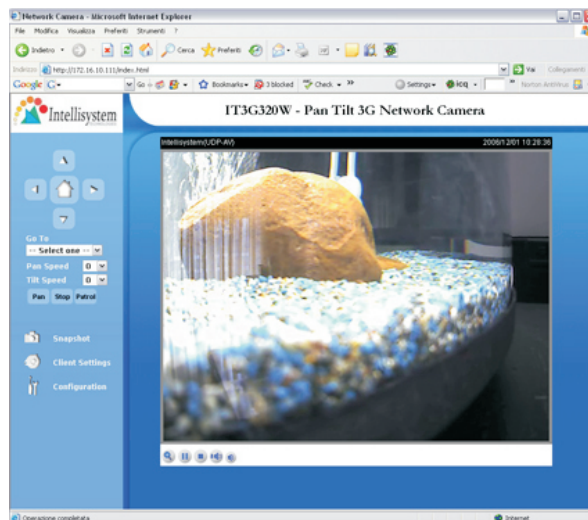 Network Camera - Microsoft Internet Explorer
File Modifica Visualizza Preferiti Strumenti ?
Indietro Cerca Preferiti
Indirizzo http://172.16.10.111/index.html Vai Collegamenti
Google G Go Bookmarks 3 blocked Check Settings icq Norton AntiVirus
Intellisystem
IT3G320W - Pan Tilt 3G Network Camera
Intellisystem(UDP-AV) 2006/12/01 10:28:36
Go To
-- Select one --
Pan Speed 0
Tilt Speed 0
Pan Stop Patrol
Snapshot
Client Settings
Configuration
Operazione completata Internet